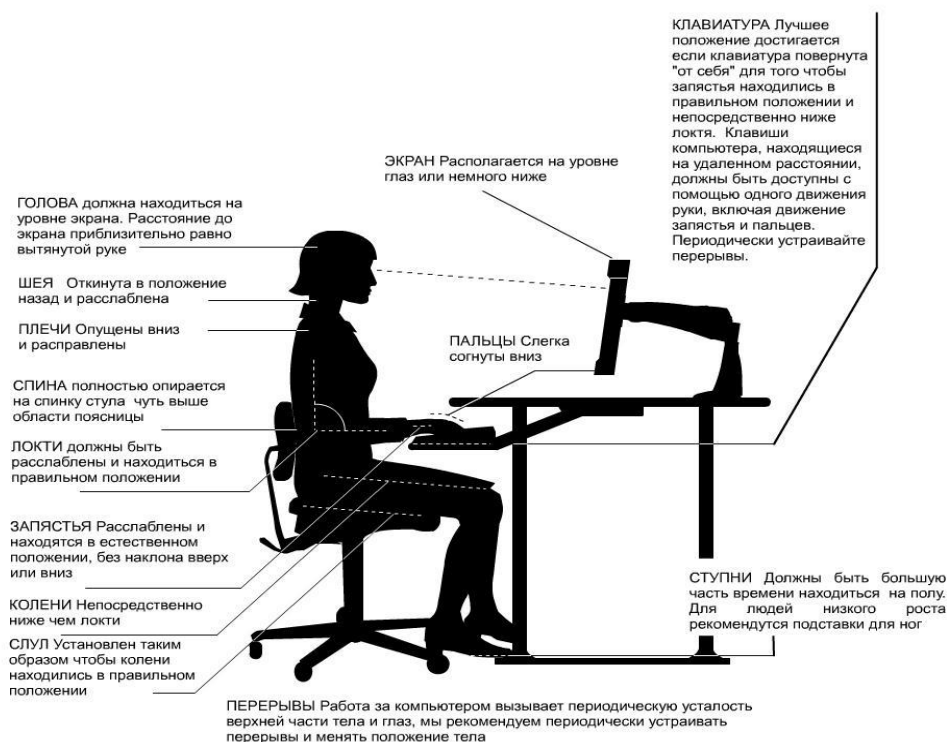 КЛАВИАТУРА Лучшее
положение достигается
если клавиатура повернута
"от себя" для того чтобы
запястья находились в
правильном положении и
непосредственно ниже
локтя. Клавиши
компьютера, находящиеся
на удаленном расстоянии,
должны быть доступны с
помощью одного движения
руки, включая движение
запястья и пальцев.
Периодически устраивайте
перерывы.
ЭКРАН Располагается на уровне
глаз или немного ниже
ГОЛОВА должна находиться на
уровне экрана. Расстояние до
экрана приблизительно равно
вытянутой руке
ШЕЯ Откинута в положение
назад и расслаблена
ПЛЕЧИ Опущены вниз
и расправлены
ПАЛЬЦЫ Слегка
согнуты вниз
СПИНА полностью опирается
на спинку стула чуть выше
области поясницы
ЛОКТИ должны быть
расслаблены и находиться в
правильном положении
ЗАПЯСТЬЯ Расслаблены и
находятся в естественном
положении, без наклона вверх
или вниз
КОЛЕНИ Непосредственно
ниже чем локти
СЛУЛ Установлен таким
образом чтобы колени
находились в правильном
положении
СТУПНИ Должны быть большую
часть времени находиться на полу.
Для людей низкого роста
рекомендутся подставки для ног
ПЕРЕРЫВЫ Работа за компьютером вызывает периодическую усталость
верхней части тела и глаз, мы рекомендуем периодически устраивать
перерывы и менять положение тела